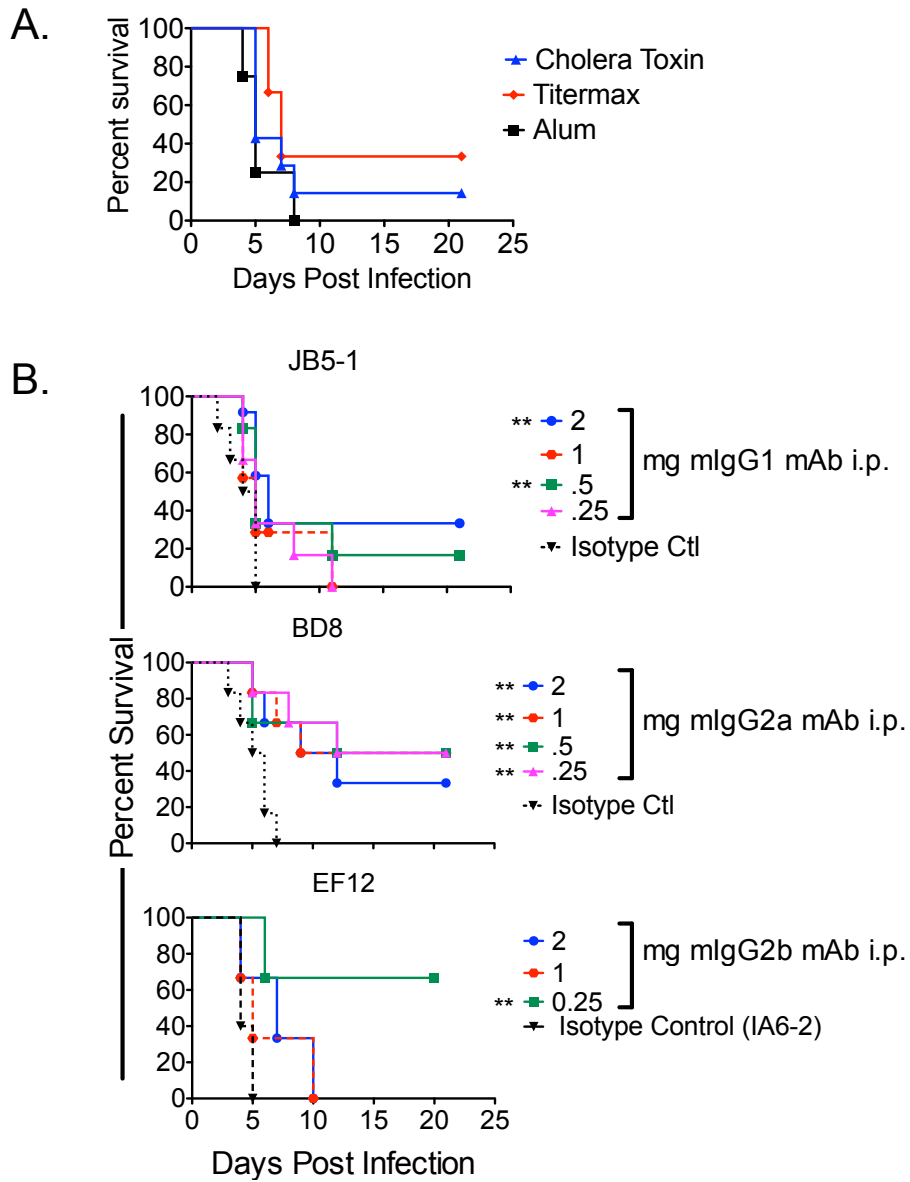 A.
Percent survival
100
80
60
40
20
0
0 5 10 15 20 25
Days Post Infection
Cholera Toxin
Titermax
Alum
B.
Percent Survival
JB5-1
100
80
60
40
20
0
** 2
1
** .5
.25
Isotype Ctl
mg mIgG1 mAb i.p.
BD8
100
80
60
40
20
0
** 2
** 1
** .5
** .25
Isotype Ctl
mg mIgG2a mAb i.p.
EF12
100
80
60
40
20
0
0 5 10 15 20 25
Days Post Infection
2
1
** 0.25
Isotype Control (IA6-2)
mg mIgG2b mAb i.p.